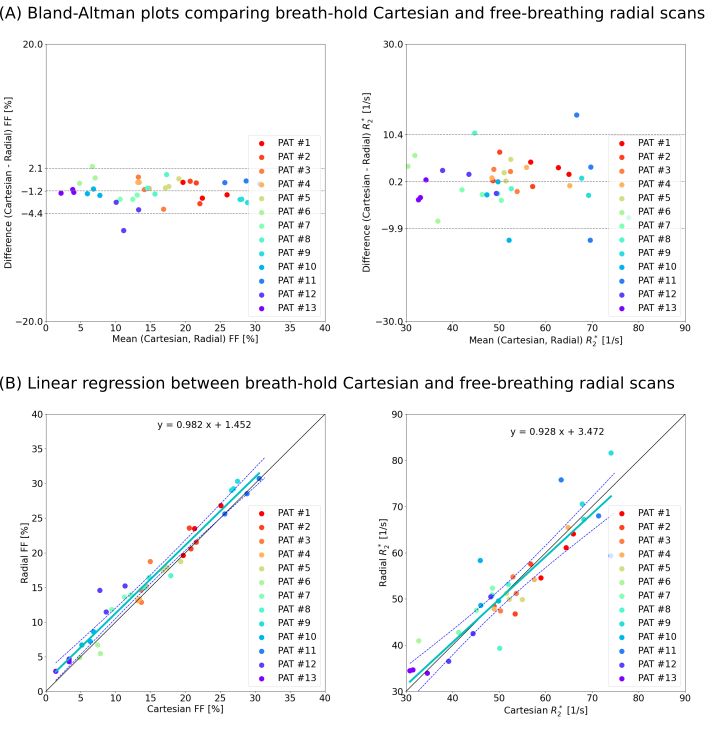 (A) Bland-Altman plots comparing breath-hold Cartesian and free-breathing radial scans
Difference (Cartesian - Radial) FF [%]
20.0
2.1
−1.2
−4.4
−20.0
0 5 10 15 20 25 30 35 40
Mean (Cartesian, Radial) FF [%]
PAT #1
PAT #2
PAT #3
PAT #4
PAT #5
PAT #6
PAT #7
PAT #8
PAT #9
PAT #10
PAT #11
PAT #12
PAT #13
Difference (Cartesian - Radial) R₂* [1/s]
30.0
10.4
0.2
−9.9
−30.0
30 40 50 60 70 80 90
Mean (Cartesian, Radial) R₂* [1/s]
PAT #1
PAT #2
PAT #3
PAT #4
PAT #5
PAT #6
PAT #7
PAT #8
PAT #9
PAT #10
PAT #11
PAT #12
PAT #13
(B) Linear regression between breath-hold Cartesian and free-breathing radial scans
Radial FF [%]
40
35
30
25
20
15
10
5
0
y = 0.982 x + 1.452
0 5 10 15 20 25 30 35 40
Cartesian FF [%]
PAT #1
PAT #2
PAT #3
PAT #4
PAT #5
PAT #6
PAT #7
PAT #8
PAT #9
PAT #10
PAT #11
PAT #12
PAT #13
Radial R₂* [1/s]
90
80
70
60
50
40
30
y = 0.928 x + 3.472
30 40 50 60 70 80 90
Cartesian R₂* [1/s]
PAT #1
PAT #2
PAT #3
PAT #4
PAT #5
PAT #6
PAT #7
PAT #8
PAT #9
PAT #10
PAT #11
PAT #12
PAT #13